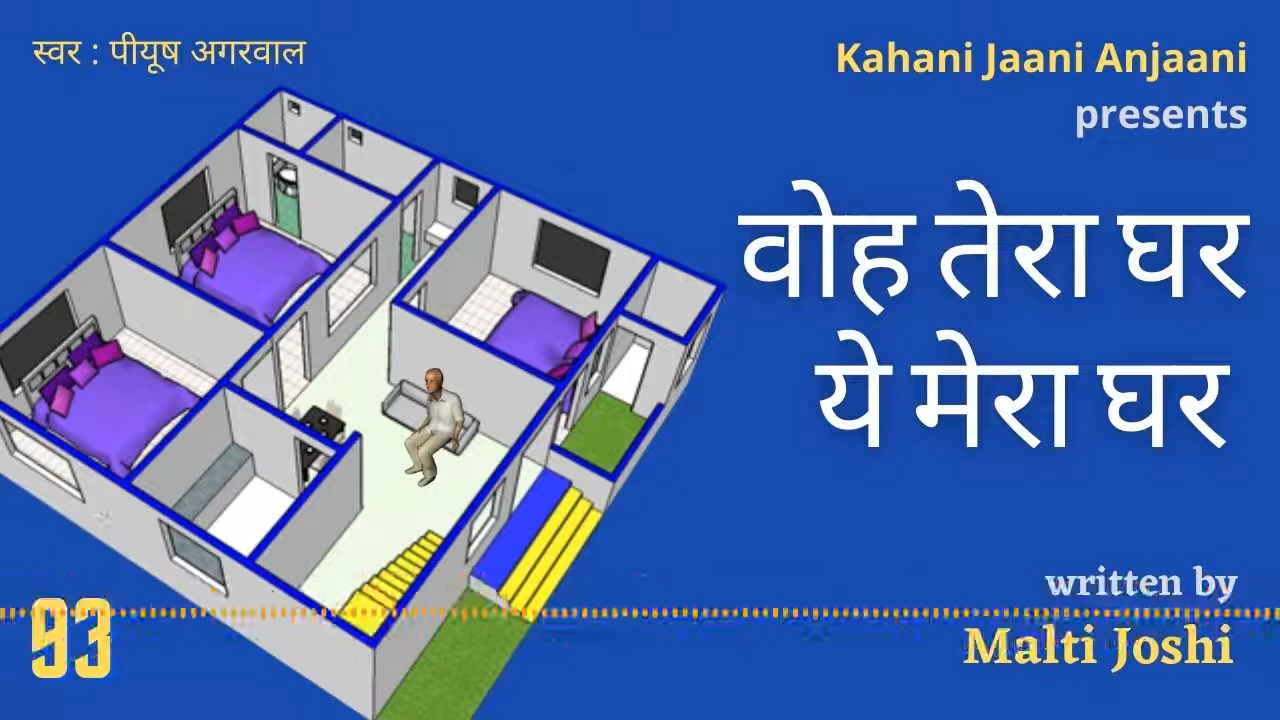 स्वर : पीयूष अगरवाल
Kahani Jaani Anjaani
presents
वोह तेरा घर
ये मेरा घर
written by
Malti Joshi
93